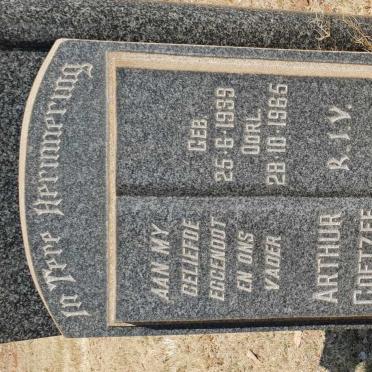 In Tere Herinnering
AAN MY
GELIEFDE
EGGENOOT
EN ONS
VADER
ARTHUR
COETZEE
GEB
25-6-1939
OORL.
28-10-1985
R.I.V.